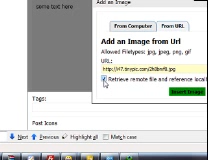 some text here
Add an Image
From Computer
From URL
Add an Image from Url
Allowed Filetypes: jpg, jpeg, png, gif
URL:
Retrieve remote file and reference locall
Insert Image
Tags:
Post Icons
Next Previous Highlight all Match case